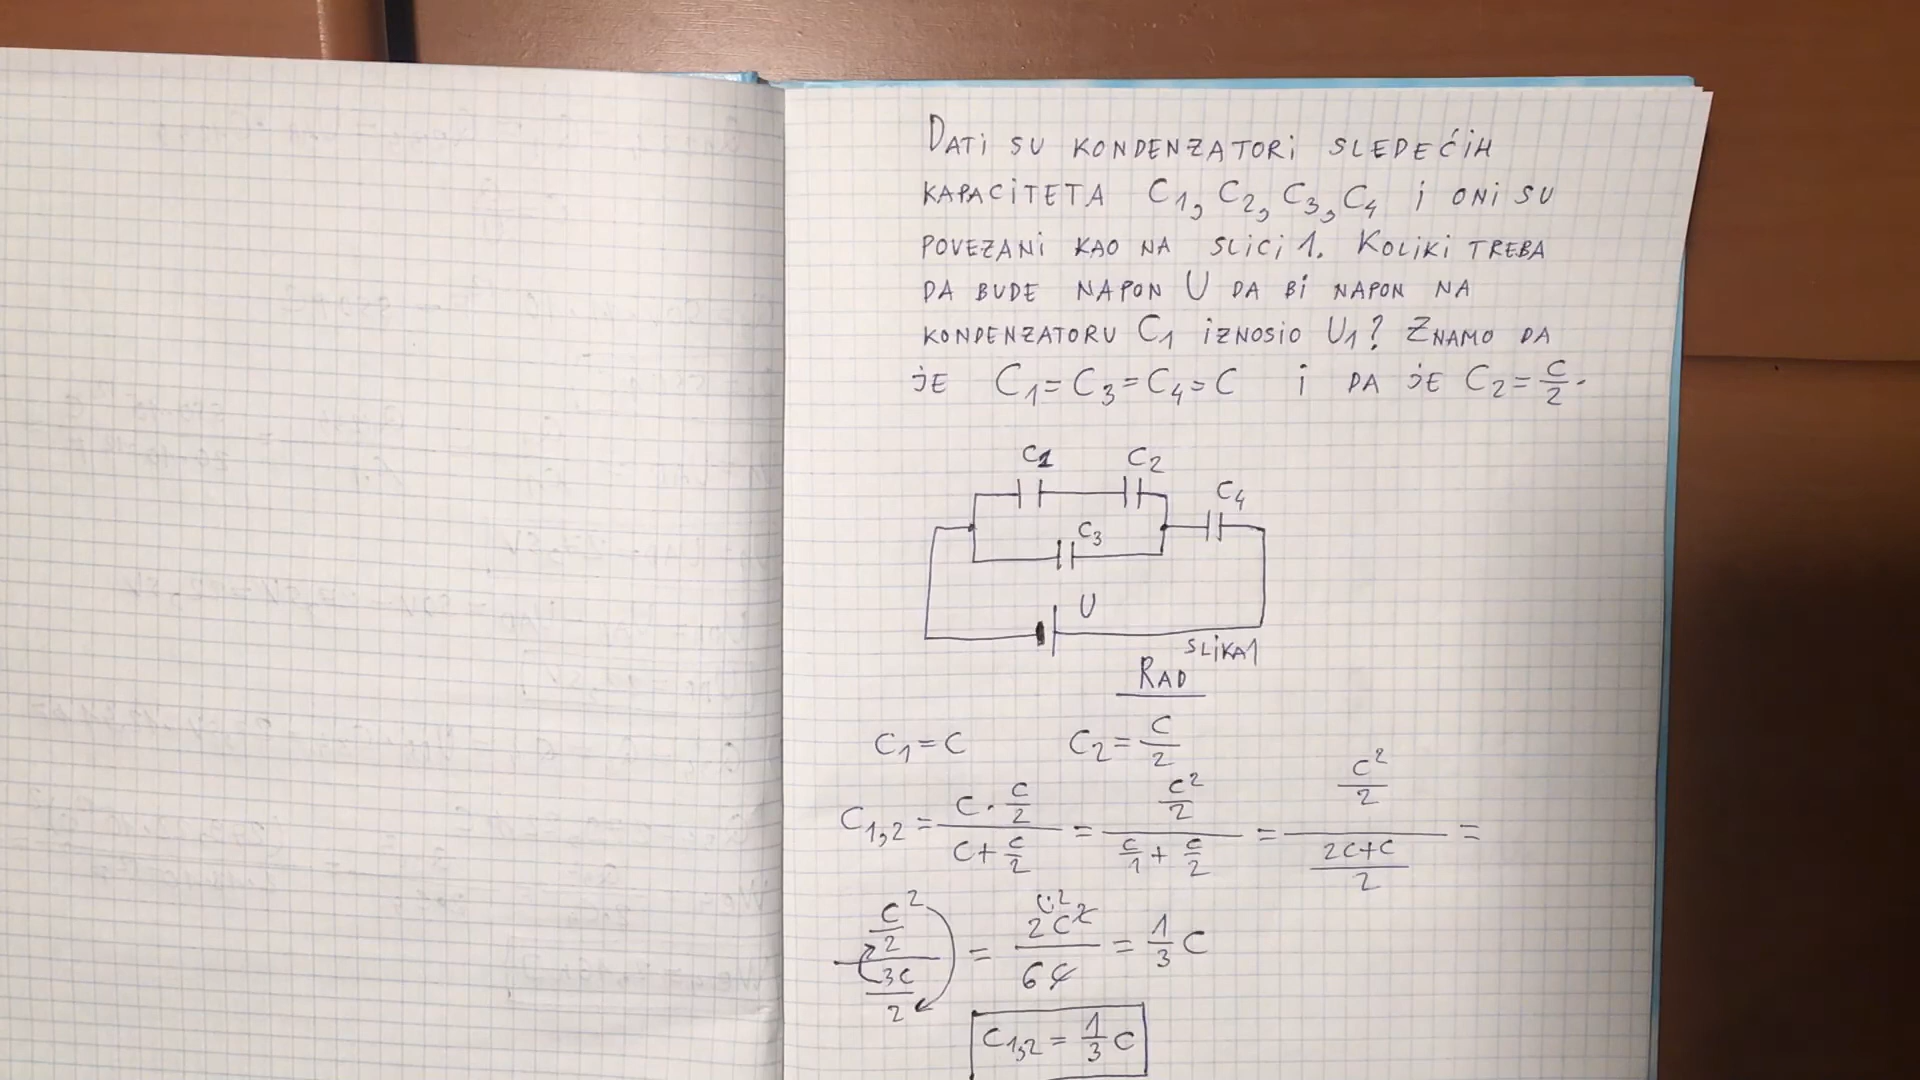 DATI SU KONDENZATORI SLEDEĆIH
KAPACITETA C1, C2, C3, C4 I ONI SU
POVEZANI KAO NA SLICI 1. KOLIKI TREBA
DA BUDE NAPON U DA BI NAPON NA
KONDENZATORU C1 IZNOSIO U1? ZNAMO DA
JE C1=C3=C4=C I DA JE C2=C/2.
C1 C2
C4
C3
U
SLIKA1
RAD
C1=C C2=C/2
C1,2 = (C·C/2)/(C+C/2) = (C²/2)/(C/1+C/2) = (C²/2)/((2C+C)/2) =
(C²/2)/(3C/2) = 2C²/6C = 1/3 C
C1,2 = 1/3 C